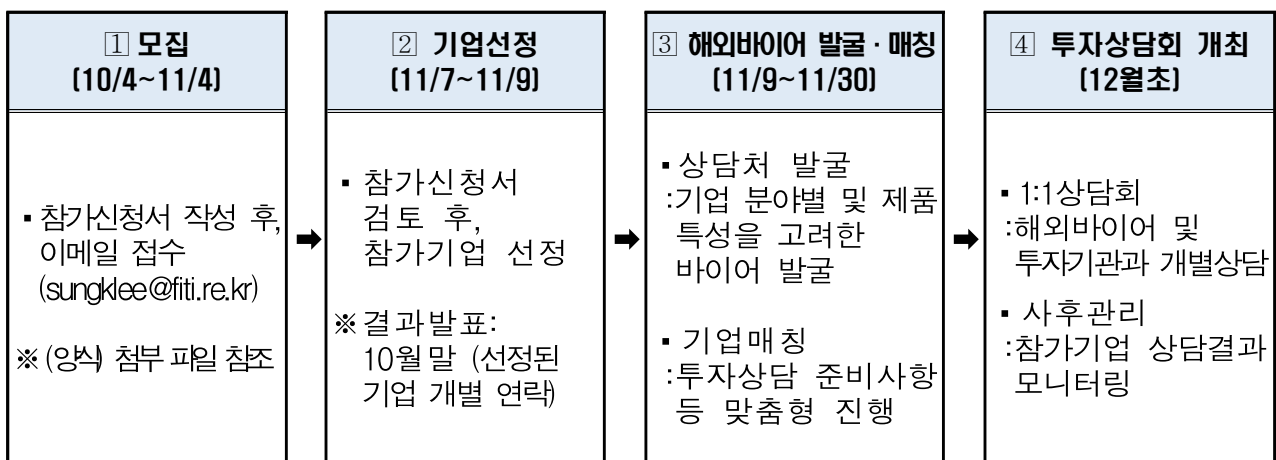 1 모집
(10/4~11/4)
▪ 참가신청서 작성 후,
이메일 접수
(sungklee@fiti.re.kr)
※ (양식) 첨부 파일 참조
➡
2 기업선정
(11/7~11/9)
▪ 참가신청서
검토 후,
참가기업 선정
※ 결과발표:
10월 말 (선정된
기업 개별 연락)
➡
3 해외바이어 발굴·매칭
(11/9~11/30)
▪ 상담처 발굴
:기업 분야별 및 제품
특성을 고려한
바이어 발굴
▪ 기업매칭
:투자상담 준비사항
등 맞춤형 진행
➡
4 투자상담회 개최
(12월초)
▪ 1:1상담회
:해외바이어 및
투자기관과 개별상담
▪ 사후관리
:참가기업 상담결과
모니터링